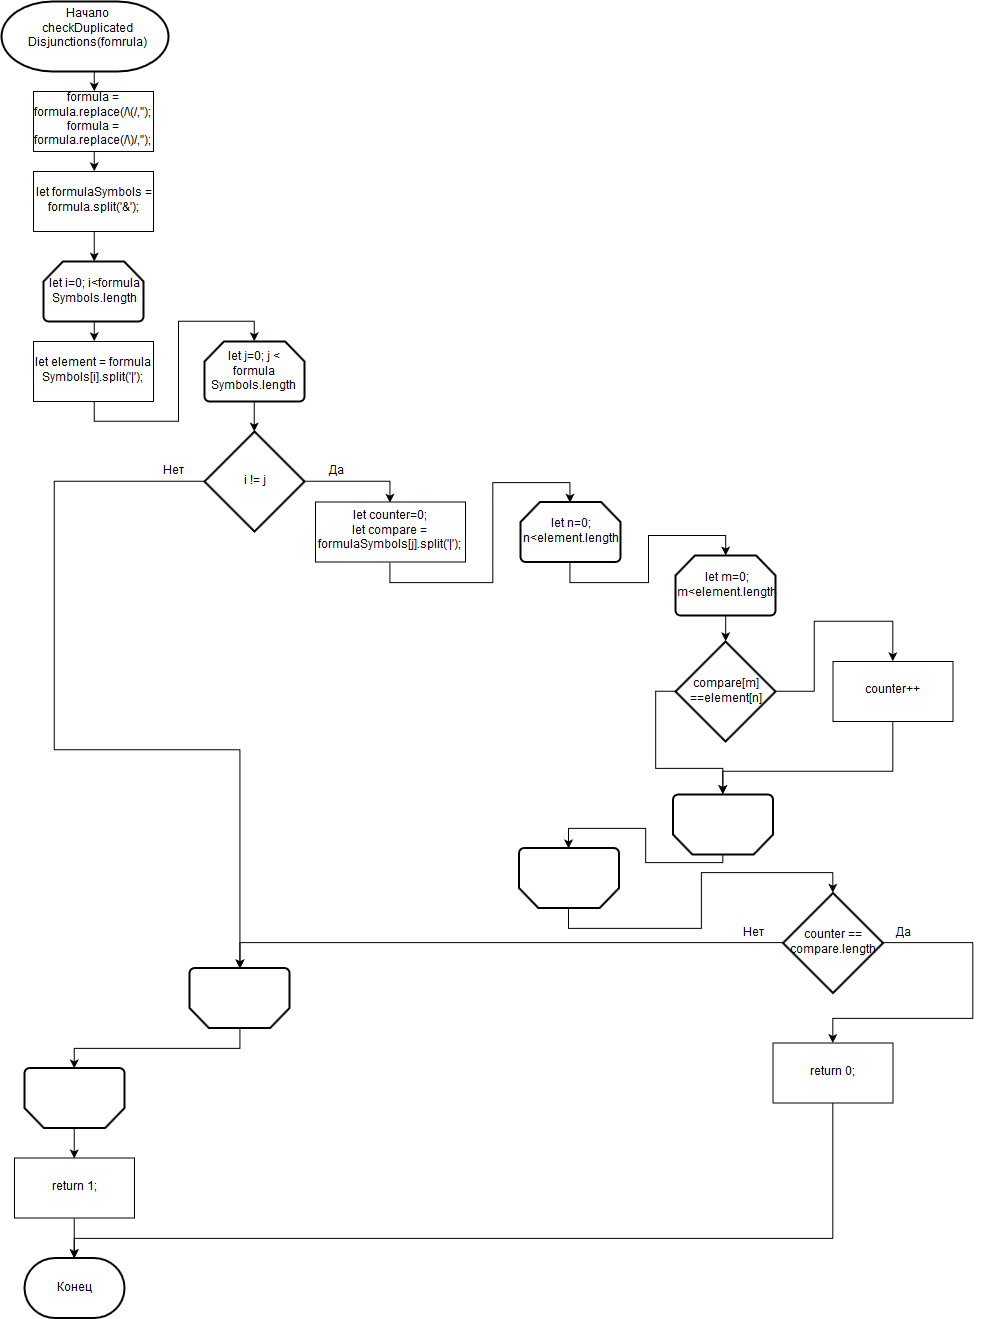 Начало
checkDuplicated
Disjunctions(fomrula)
formula =
formula.replace(/\(/,'');
formula =
formula.replace(/\)/,'');
let formulaSymbols =
formula.split('&');
let i=0; i<formula
Symbols.length
let element = formula
Symbols[i].split('|');
let j=0; j <
formula
Symbols.length
i != j
Нет
Да
let counter=0;
let compare =
formulaSymbols[j].split('|');
let n=0;
n<element.length
let m=0;
m<element.length
compare[m]
==element[n]
counter++
counter ==
compare.length
Нет
Да
return 0;
return 1;
Конец